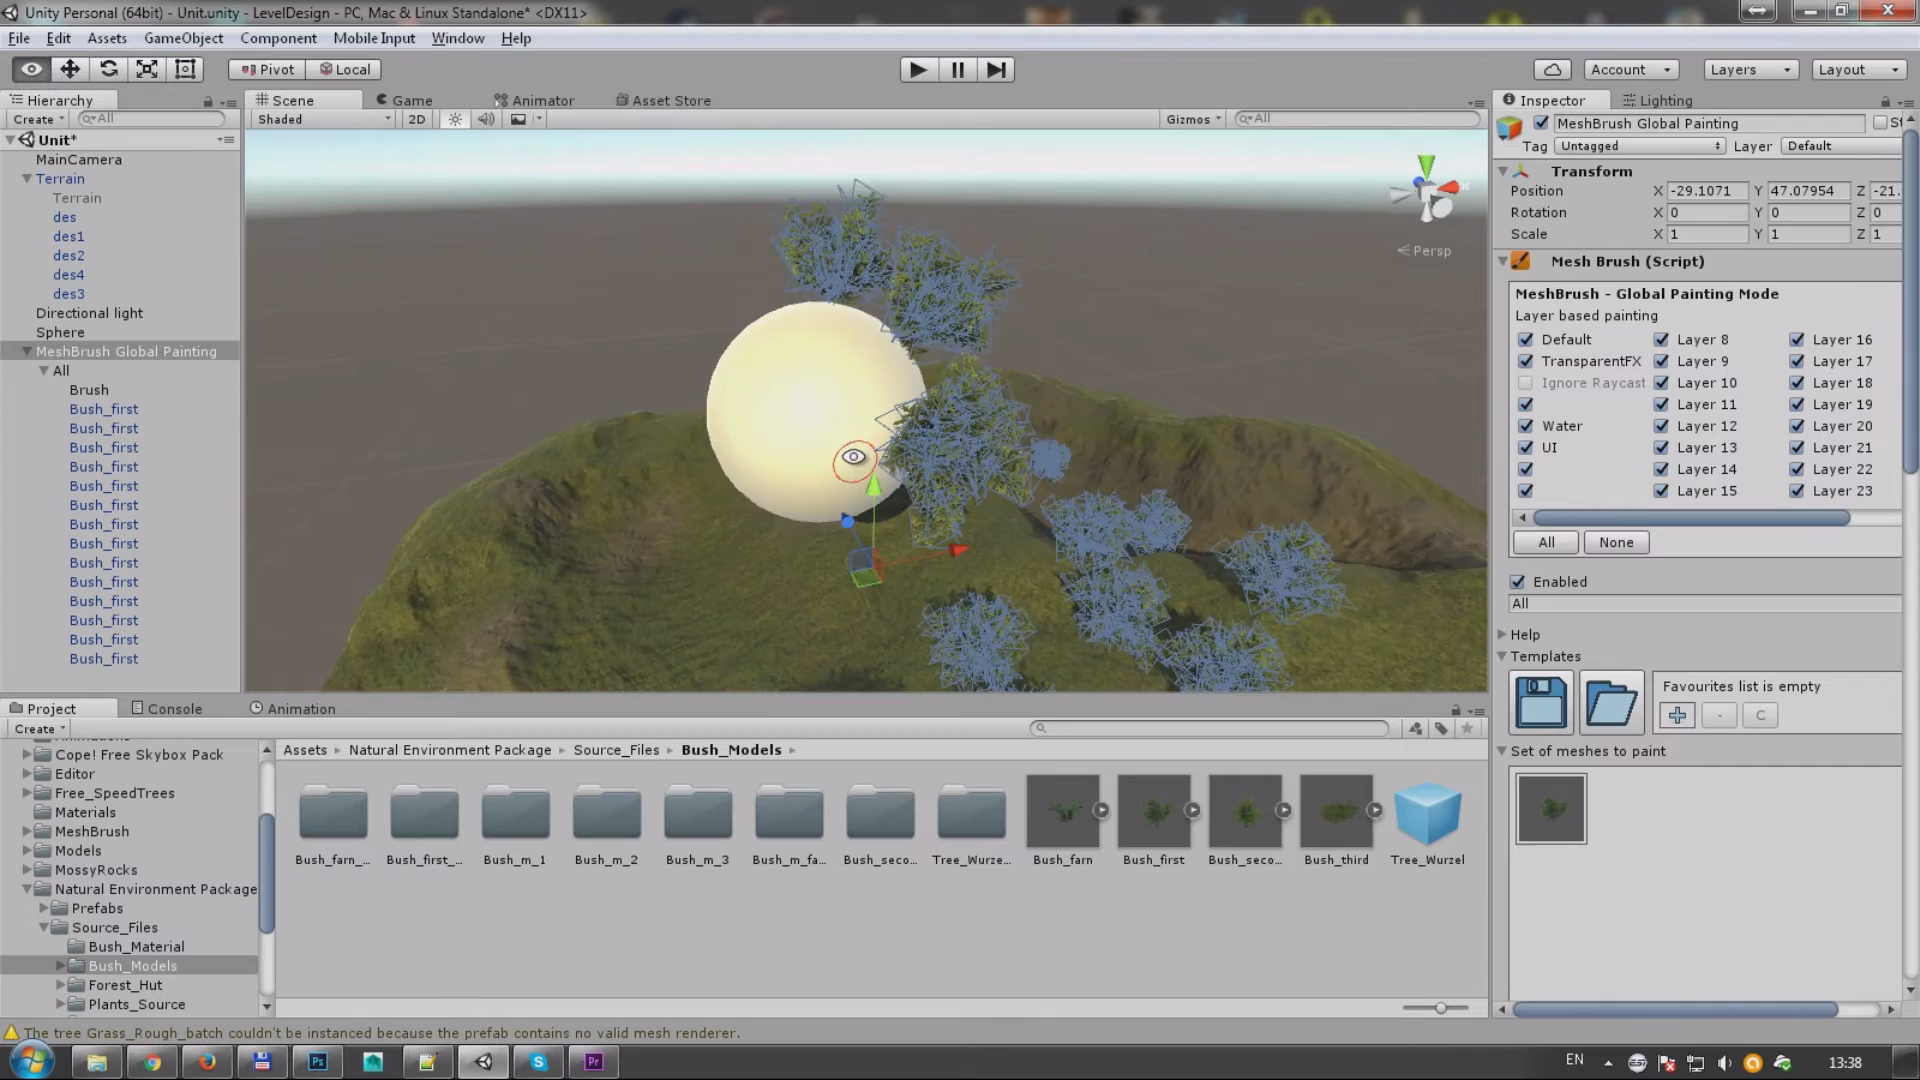 Unity Personal (64bit) - Unit.unity - LevelDesign - PC, Mac & Linux Standalone* <DX11>
File Edit Assets GameObject Component Mobile Input Window Help
Pivot Local Account Layers Layout
Hierarchy Scene Game Animator Asset Store Inspector Lighting
Create All Shaded 2D Gizmos All
MeshBrush Global Painting
Unit*
Tag Untagged Layer Default
MainCamera
Terrain
Transform
Terrain
Position X -29.1071 Y 47.07954 Z -21.
des
Rotation X 0 Y 0 Z 0
des1
Scale X 1 Y 1 Z 1
des2
Persp
Mesh Brush (Script)
des4
des3
MeshBrush - Global Painting Mode
Directional light
Layer based painting
Sphere
Default Layer 8 Layer 16
MeshBrush Global Painting
TransparentFX Layer 9 Layer 17
All
Ignore Raycast Layer 10 Layer 18
Brush
Layer 11 Layer 19
Bush_first
Water Layer 12 Layer 20
Bush_first
UI Layer 13 Layer 21
Bush_first
Layer 14 Layer 22
Bush_first
Layer 15 Layer 23
Bush_first
Bush_first
Bush_first
All None
Bush_first
Bush_first
Enabled
Bush_first
All
Bush_first
Bush_first
Help
Bush_first
Templates
Bush_first
Favourites list is empty
- C
Project Console Animation
Create
Set of meshes to paint
Assets Natural Environment Package Source_Files Bush_Models
Cope! Free Skybox Pack
Editor
Free_SpeedTrees
Materials
MeshBrush
Models
MossyRocks
Natural Environment Package
Prefabs
Source_Files
Bush_Material
Bush_Models
Forest_Hut
Plants_Source
Bush_farn_... Bush_first_... Bush_m_1 Bush_m_2 Bush_m_3 Bush_m_fa... Bush_seco... Tree_Wurze... Bush_farn Bush_first Bush_seco... Bush_third Tree_Wurzel
The tree Grass_Rough_batch couldn't be instanced because the prefab contains no valid mesh renderer.
Ps Pr EN 13:38